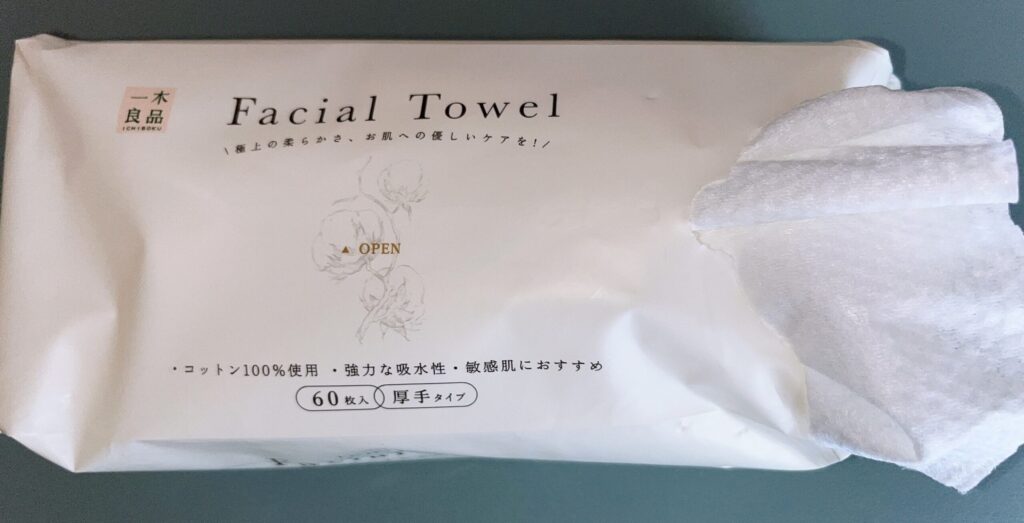 一木
良品
ICHIBOKU
Facial Towel
\極上の柔らかさ、お肌への優しいケアを!/
▲ OPEN
・コットン100%使用 ・強力な吸水性・敏感肌におすすめ
60枚入 厚手タイプ